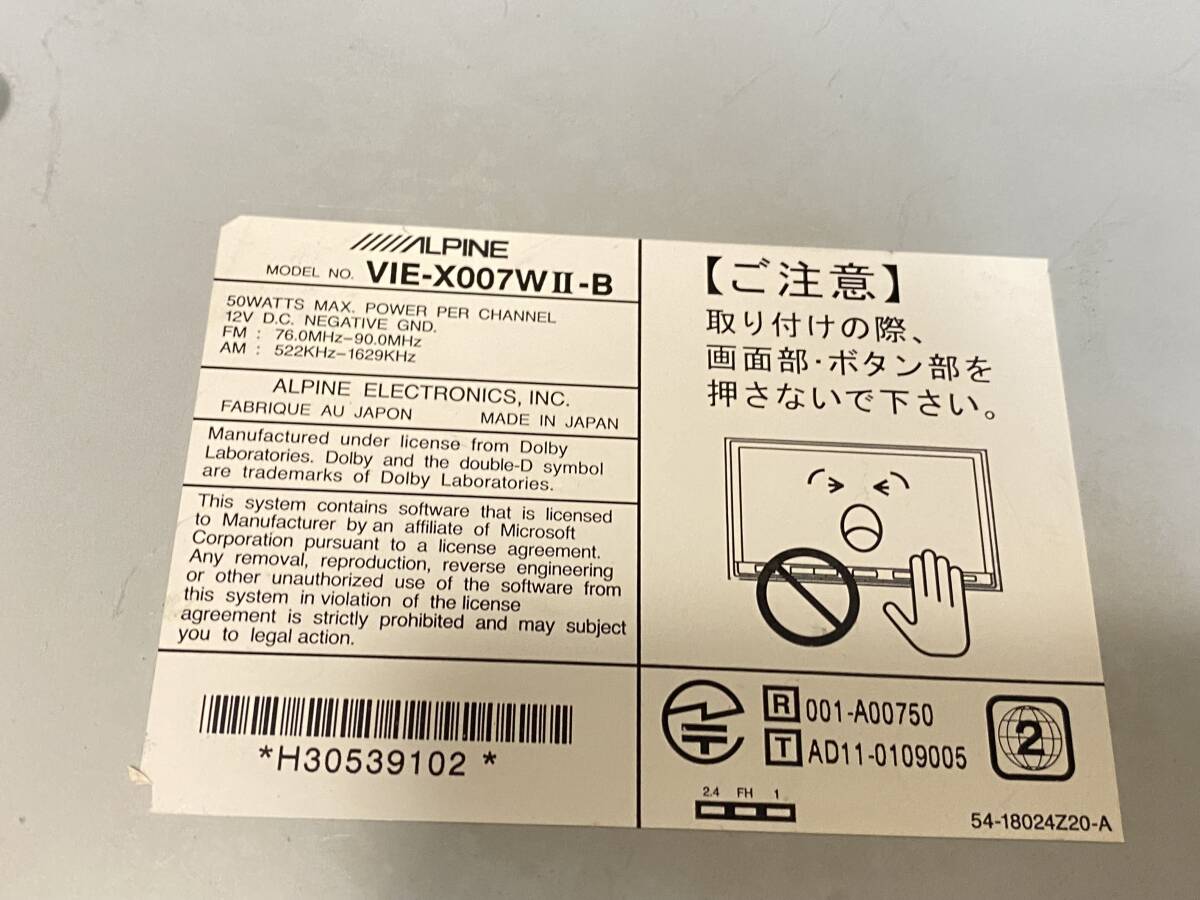 ALPINE
MODEL NO. VIE-X007WⅡ-B
50WATTS MAX. POWER PER CHANNEL
12V D.C. NEGATIVE GND.
FM : 76.0MHz–90.0MHz
AM : 522KHz–1629KHz
ALPINE ELECTRONICS, INC.
FABRIQUE AU JAPON MADE IN JAPAN
Manufactured under license from Dolby
Laboratories. Dolby and the double-D symbol
are trademarks of Dolby Laboratories.
This system contains software that is licensed
to Manufacturer by an affiliate of Microsoft
Corporation pursuant to a license agreement.
Any removal, reproduction, reverse engineering
or other unauthorized use of the software from
this system in violation of the license
agreement is strictly prohibited and may subject
you to legal action.
*H30539102 *
【ご注意】
取り付けの際、
画面部・ボタン部を
押さないで下さい。
R 001-A00750
T AD11-0109005
2
2.4 FH 1
54-18024Z20-A